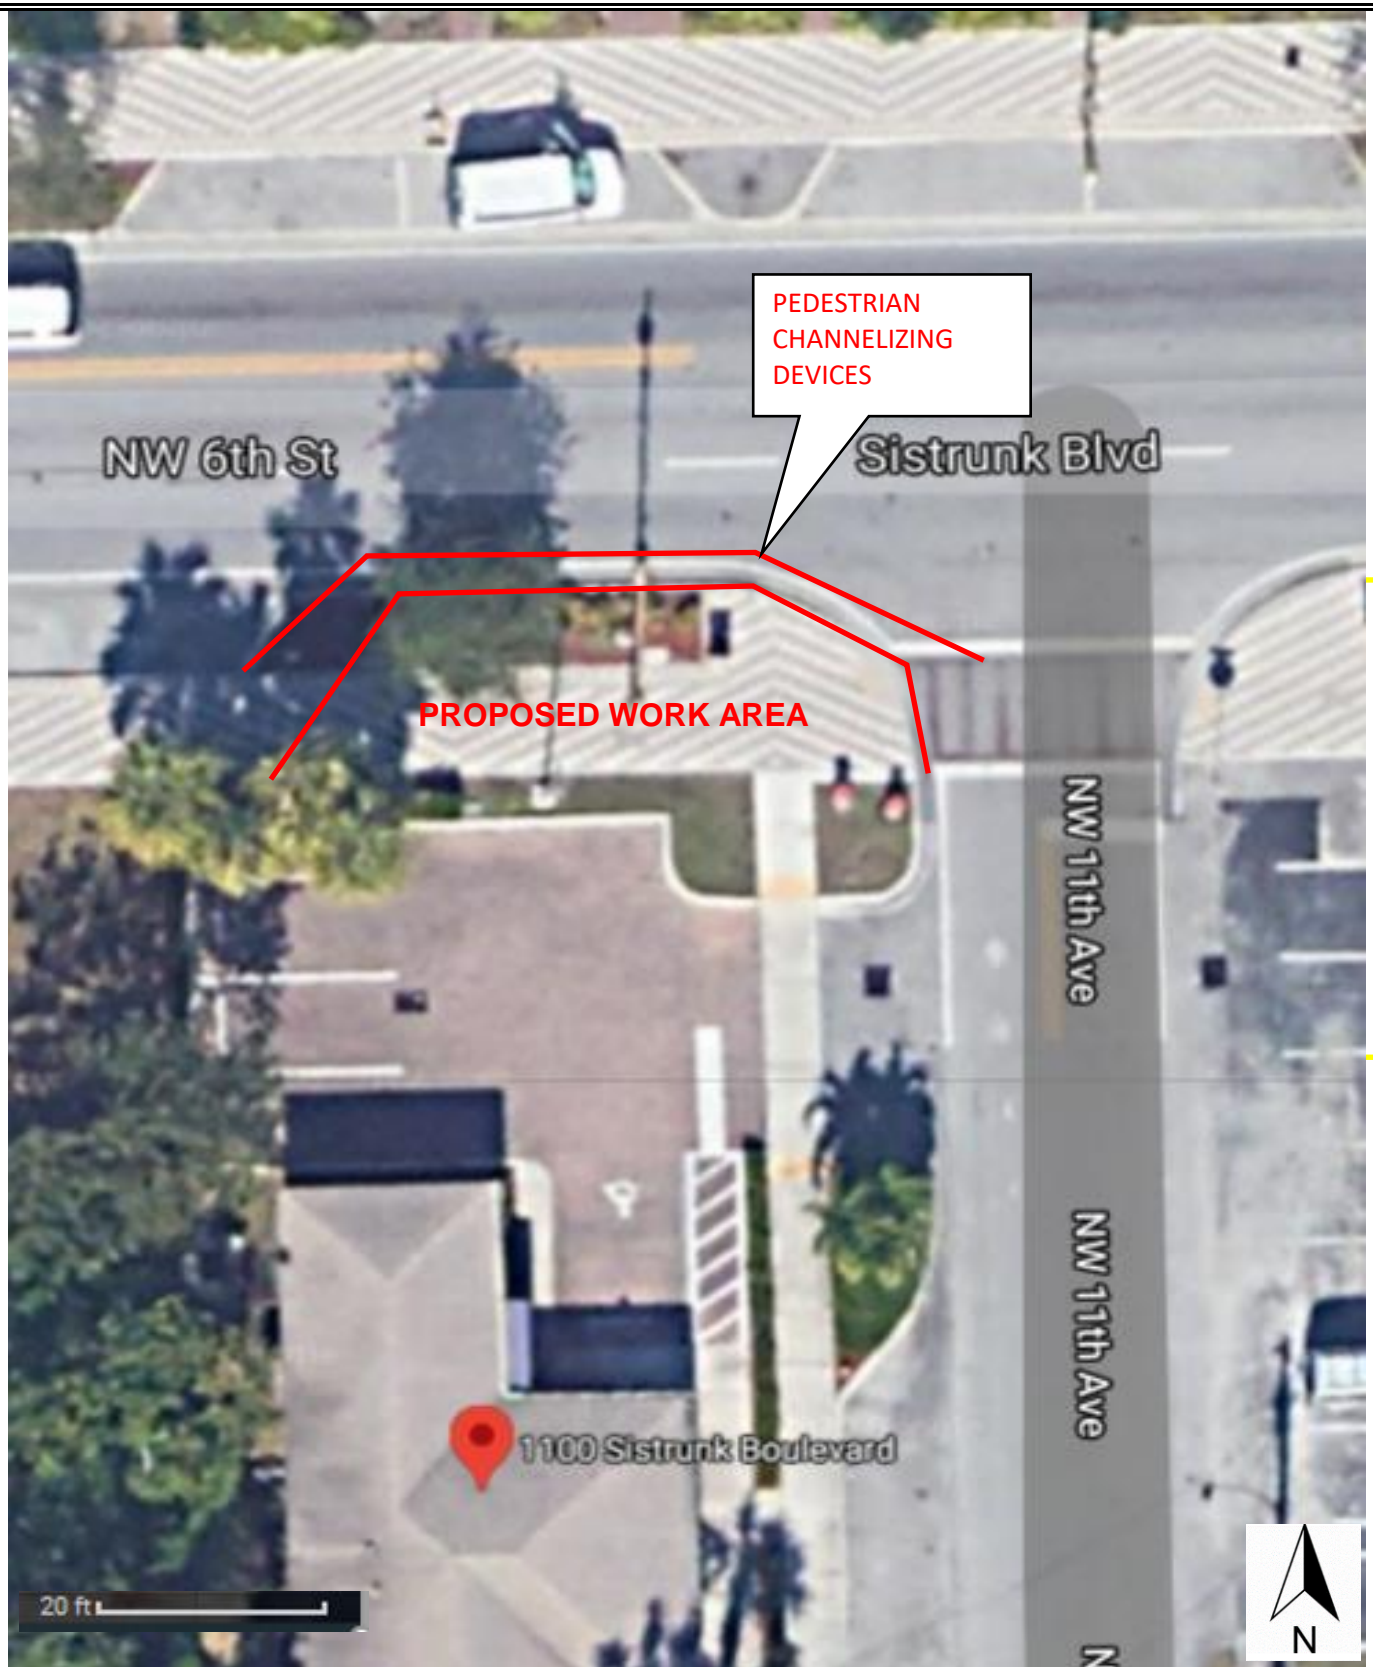 PEDESTRIAN
CHANNELIZING
DEVICES
NW 6th St
Sistrunk Blvd
PROPOSED WORK AREA
NW 11th Ave
NW 11th Ave
1100 Sistrunk Boulevard
20 ft
N
N